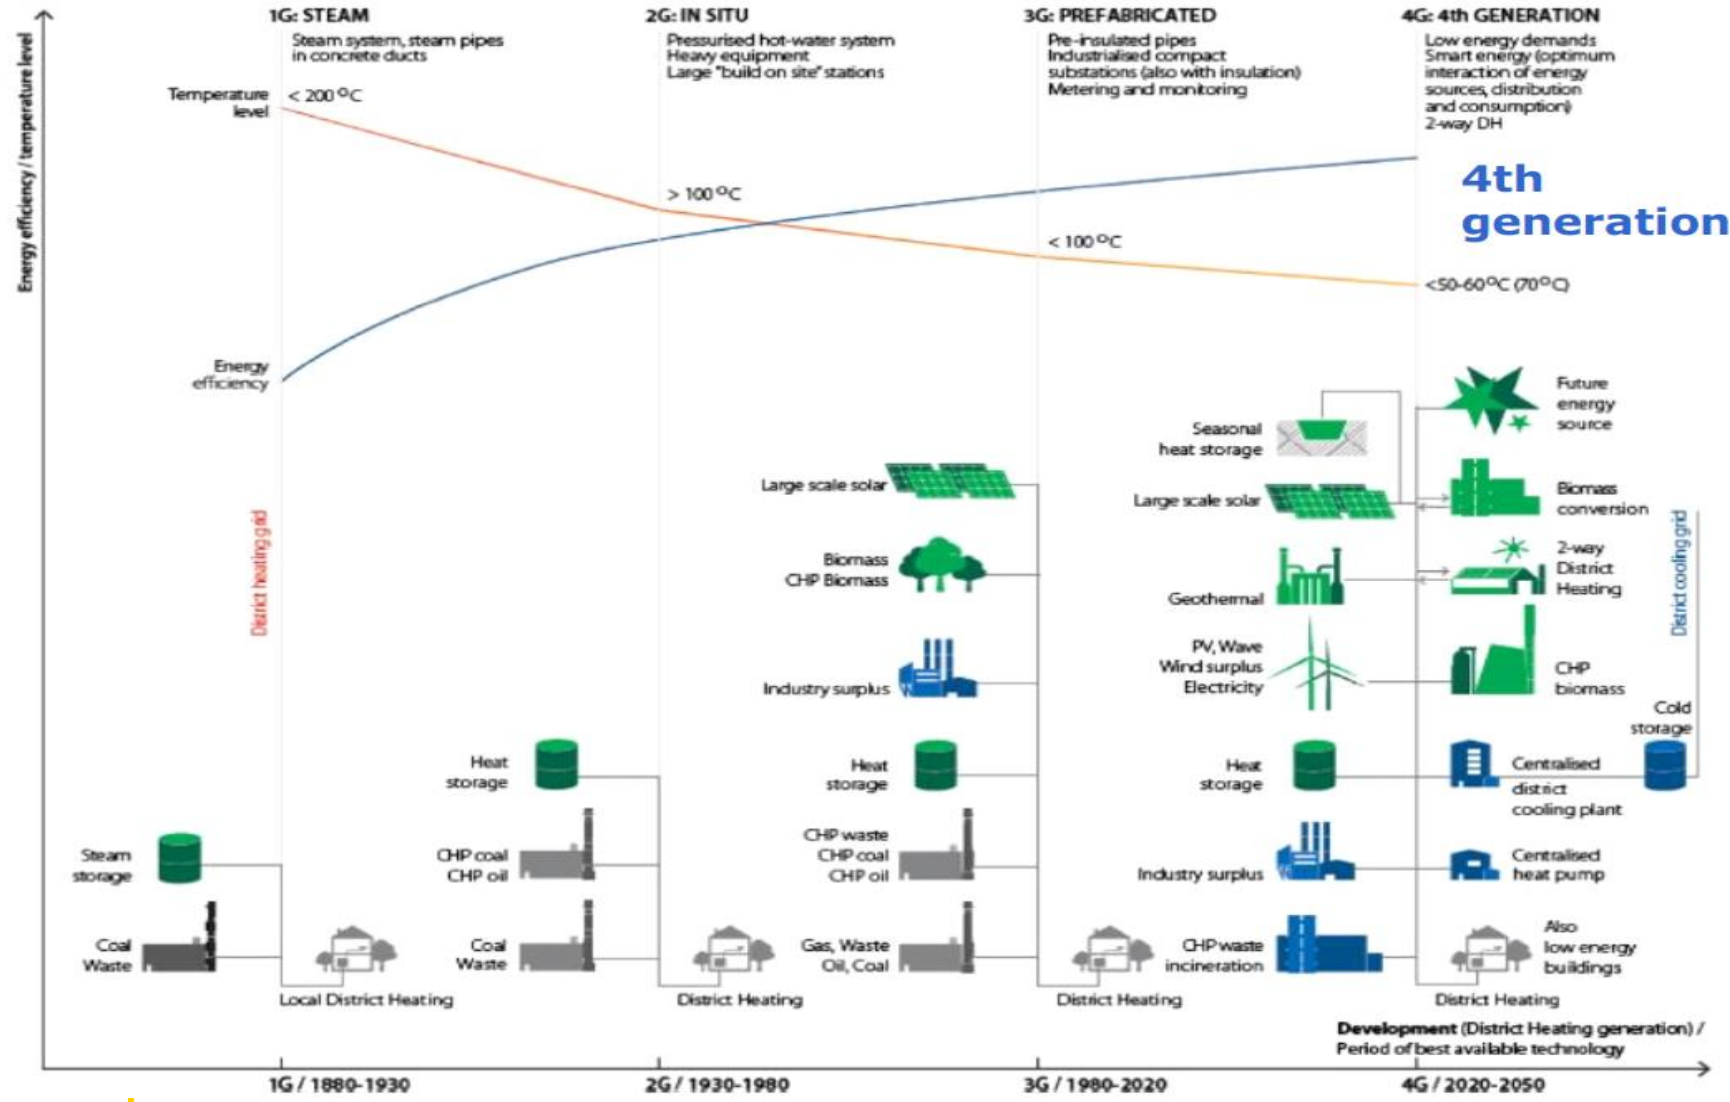 1G: STEAM
Steam system, steam pipes
in concrete ducts
2G: IN SITU
Pressurised hot-water system
Heavy equipment
Large "build on site" stations
3G: PREFABRICATED
Pre-insulated pipes
Industrialised compact
substations (also with insulation)
Metering and monitoring
4G: 4th GENERATION
Low energy demands
Smart energy (optimum
interaction of energy
sources, distribution
and consumption)
2-way DH
Energy efficiency / temperature level
Temperature
level
< 200 °C
> 100 °C
< 100 °C
<50-60°C (70°C)
4th
generation
Energy
efficiency
District heating grid
Steam
storage
Coal
Waste
Local District Heating
Heat
storage
CHP coal
CHP oil
Coal
Waste
District Heating
Large scale solar
Biomass
CHP Biomass
Industry surplus
Heat
storage
CHP waste
CHP coal
CHP oil
Gas, Waste
Oil, Coal
District Heating
Seasonal
heat storage
Large scale solar
Geothermal
PV, Wave
Wind surplus
Electricity
Heat
storage
Industry surplus
CHP waste
incineration
Future
energy
source
Biomass
conversion
2-way
District
Heating
CHP
biomass
Cold
storage
Centralised
district
cooling plant
Centralised
heat pump
Also
low energy
buildings
District Heating
District cooling grid
Development (District Heating generation) /
Period of best available technology
1G / 1880-1930
2G / 1930-1980
3G / 1980-2020
4G / 2020-2050